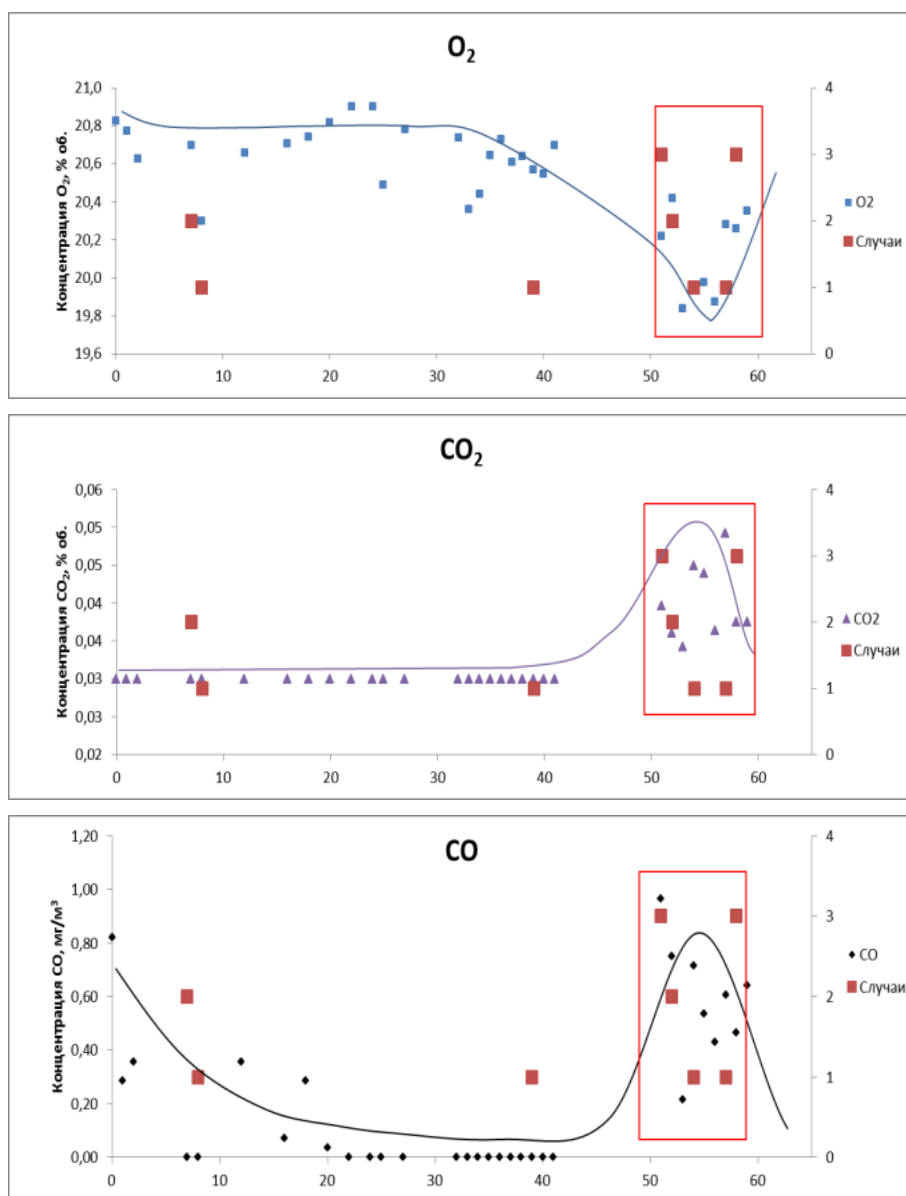 O₂
Концентрация O₂, % об.
21,0
20,8
20,6
20,4
20,2
20,0
19,8
19,6
4
3
2
1
0
0 10 20 30 40 50 60
O2
Случаи
CO₂
Концентрация CO₂, % об.
0,06
0,05
0,05
0,04
0,04
0,03
0,03
0,02
4
3
2
1
0
0 10 20 30 40 50 60
CO2
Случаи
CO
Концентрация CO, мг/м³
1,20
1,00
0,80
0,60
0,40
0,20
0,00
4
3
2
1
0
0 10 20 30 40 50 60
CO
Случаи